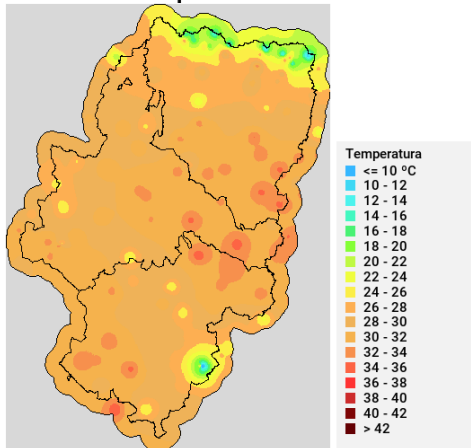 Temperatura
<= 10 ºC
10 - 12
12 - 14
14 - 16
16 - 18
18 - 20
20 - 22
22 - 24
24 - 26
26 - 28
28 - 30
30 - 32
32 - 34
34 - 36
36 - 38
38 - 40
40 - 42
> 42